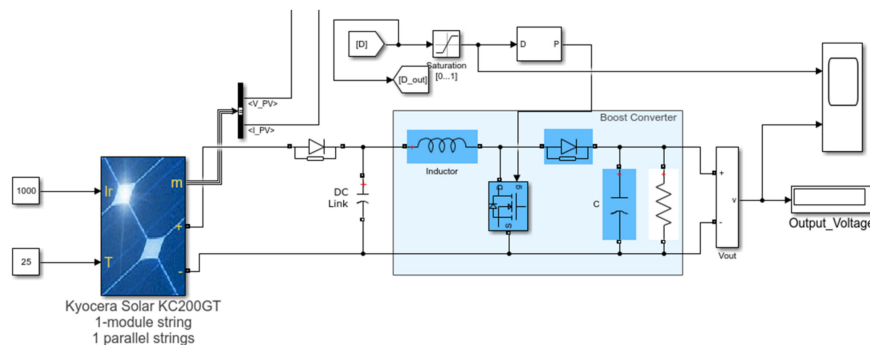 [D]
D
P
Saturation
[0...1]
[D_out]
<V_PV>
<I_PV>
Boost Converter
1000
Ir
m
DC
Link
Inductor
g
D
S
C
+
v
-
Vout
Output_Voltage
25
T
+
-
Kyocera Solar KC200GT
1-module string
1 parallel strings